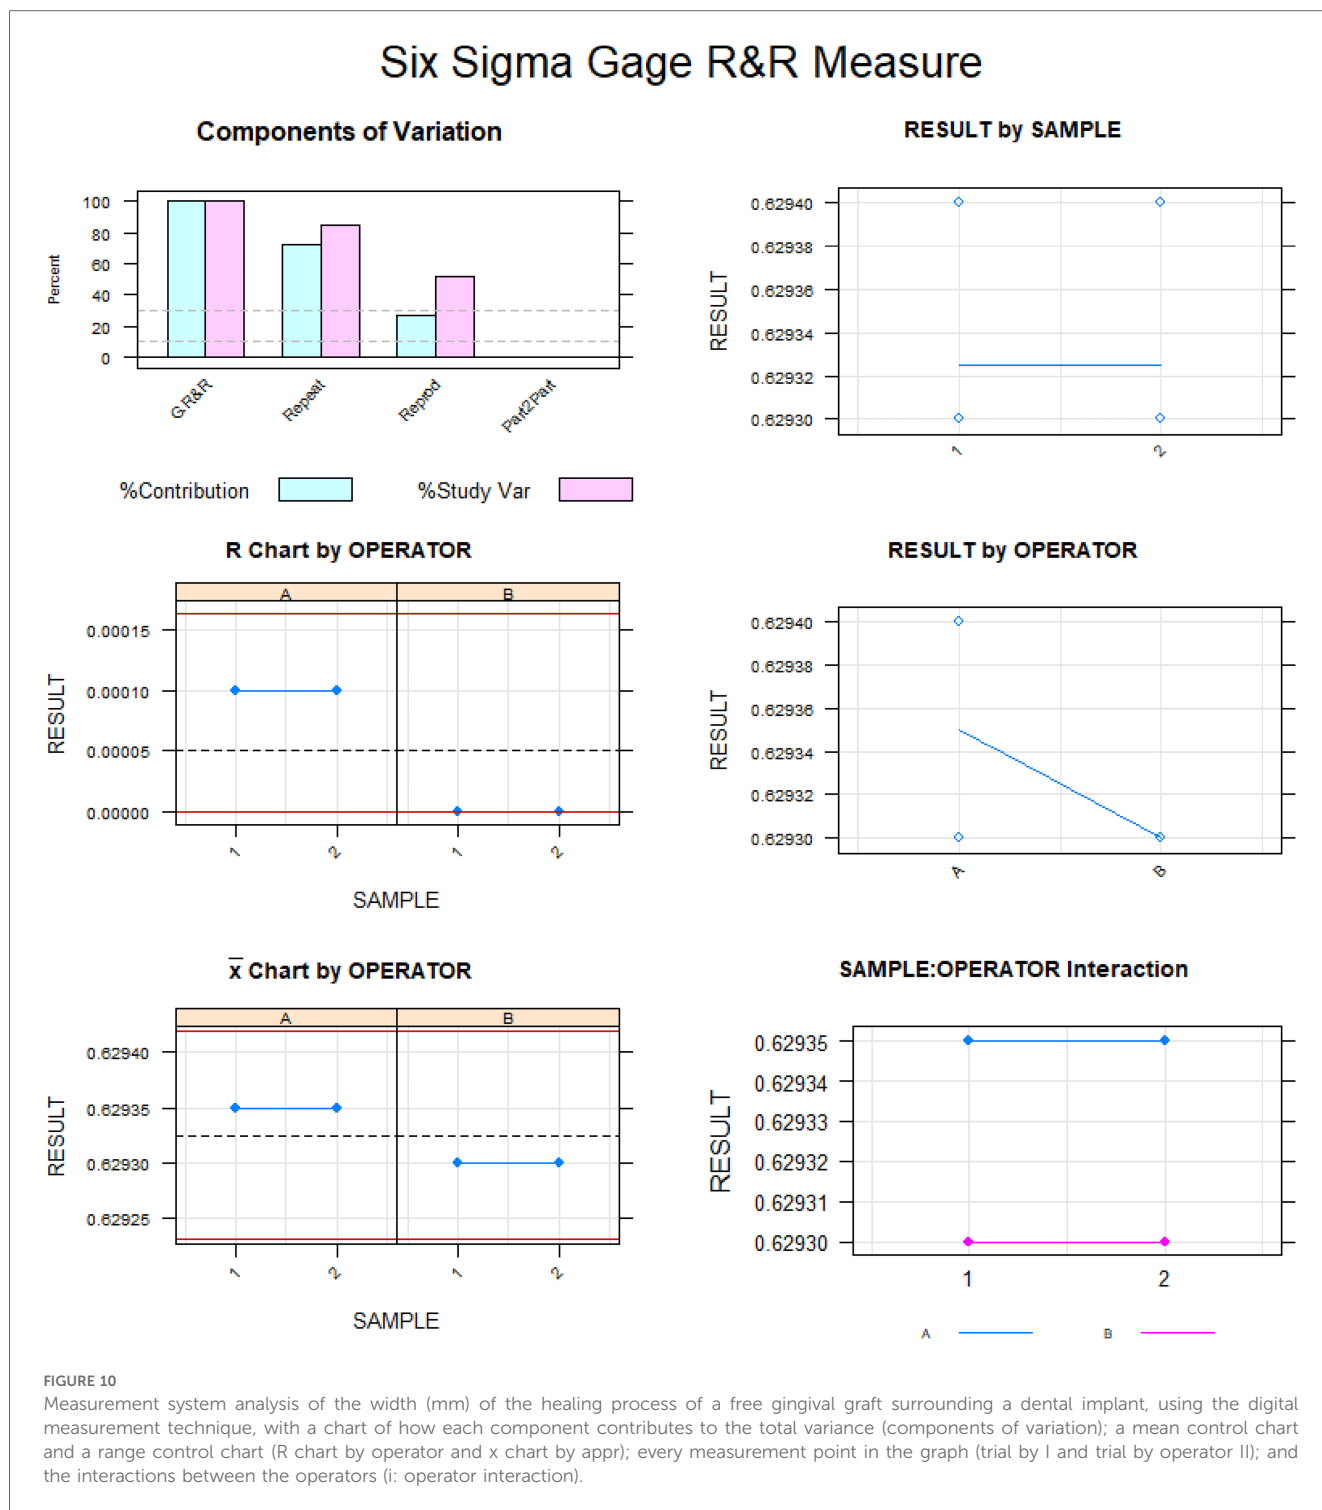 Six Sigma Gage R&R Measure
Components of Variation
100
80
60
40
20
0
Percent
G.R&R
Repeat
Reprod
Part2Part
%Contribution
%Study Var
RESULT by SAMPLE
0.62940
0.62938
0.62936
0.62934
0.62932
0.62930
RESULT
1
2
R Chart by OPERATOR
A
B
0.00015
0.00010
0.00005
0.00000
RESULT
1
2
1
2
SAMPLE
RESULT by OPERATOR
0.62940
0.62938
0.62936
0.62934
0.62932
0.62930
RESULT
A
B
x̅ Chart by OPERATOR
A
B
0.62940
0.62935
0.62930
0.62925
RESULT
1
2
1
2
SAMPLE
SAMPLE:OPERATOR Interaction
0.62935
0.62934
0.62933
0.62932
0.62931
0.62930
RESULT
1
2
A
B
FIGURE 10
Measurement system analysis of the width (mm) of the healing process of a free gingival graft surrounding a dental implant, using the digital
measurement technique, with a chart of how each component contributes to the total variance (components of variation); a mean control chart
and a range control chart (R chart by operator and x chart by appr); every measurement point in the graph (trial by I and trial by operator II); and
the interactions between the operators (i: operator interaction).